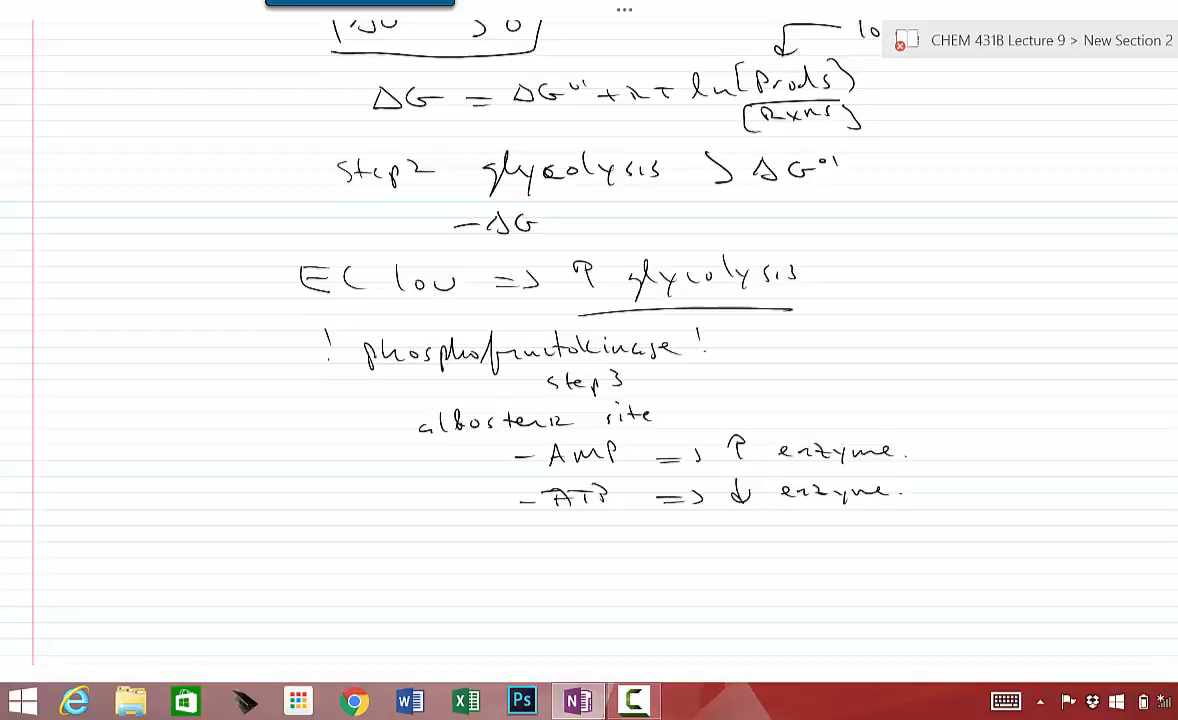 CHEM 431B Lecture 9 > New Section 2
ΔG = ΔG°' + RT ln [Prods]
[Rxns]
Step 2 glycolysis > ΔG°'
- ΔG
EC low => ↑ glycolysis
! phosphofructokinase !
step 3
allosteric site
- AMP => ↑ enzyme.
- ATP => ↓ enzyme.